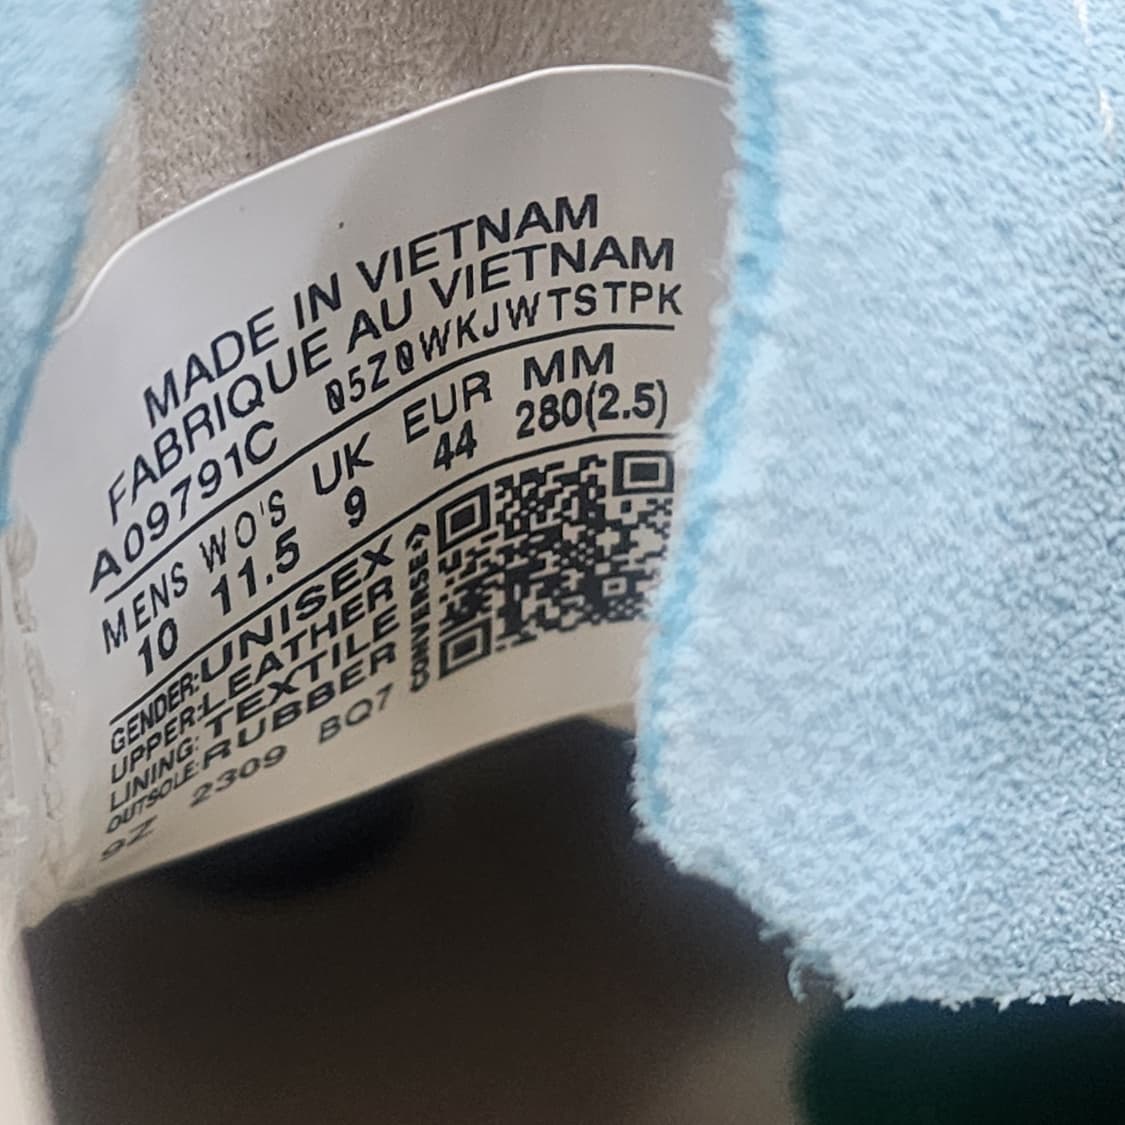 MADE IN VIETNAM
FABRIQUE AU VIETNAM
A09791C 05Z0WKJWTSTPK
MENS WO'S UK EUR MM
10 11.5 9 44 280(2.5)
GENDER:UNISEX
UPPER:LEATHER
LINING:TEXTILE
OUTSOLE:RUBBER
9Z 2309 BQ7
CONVERSE